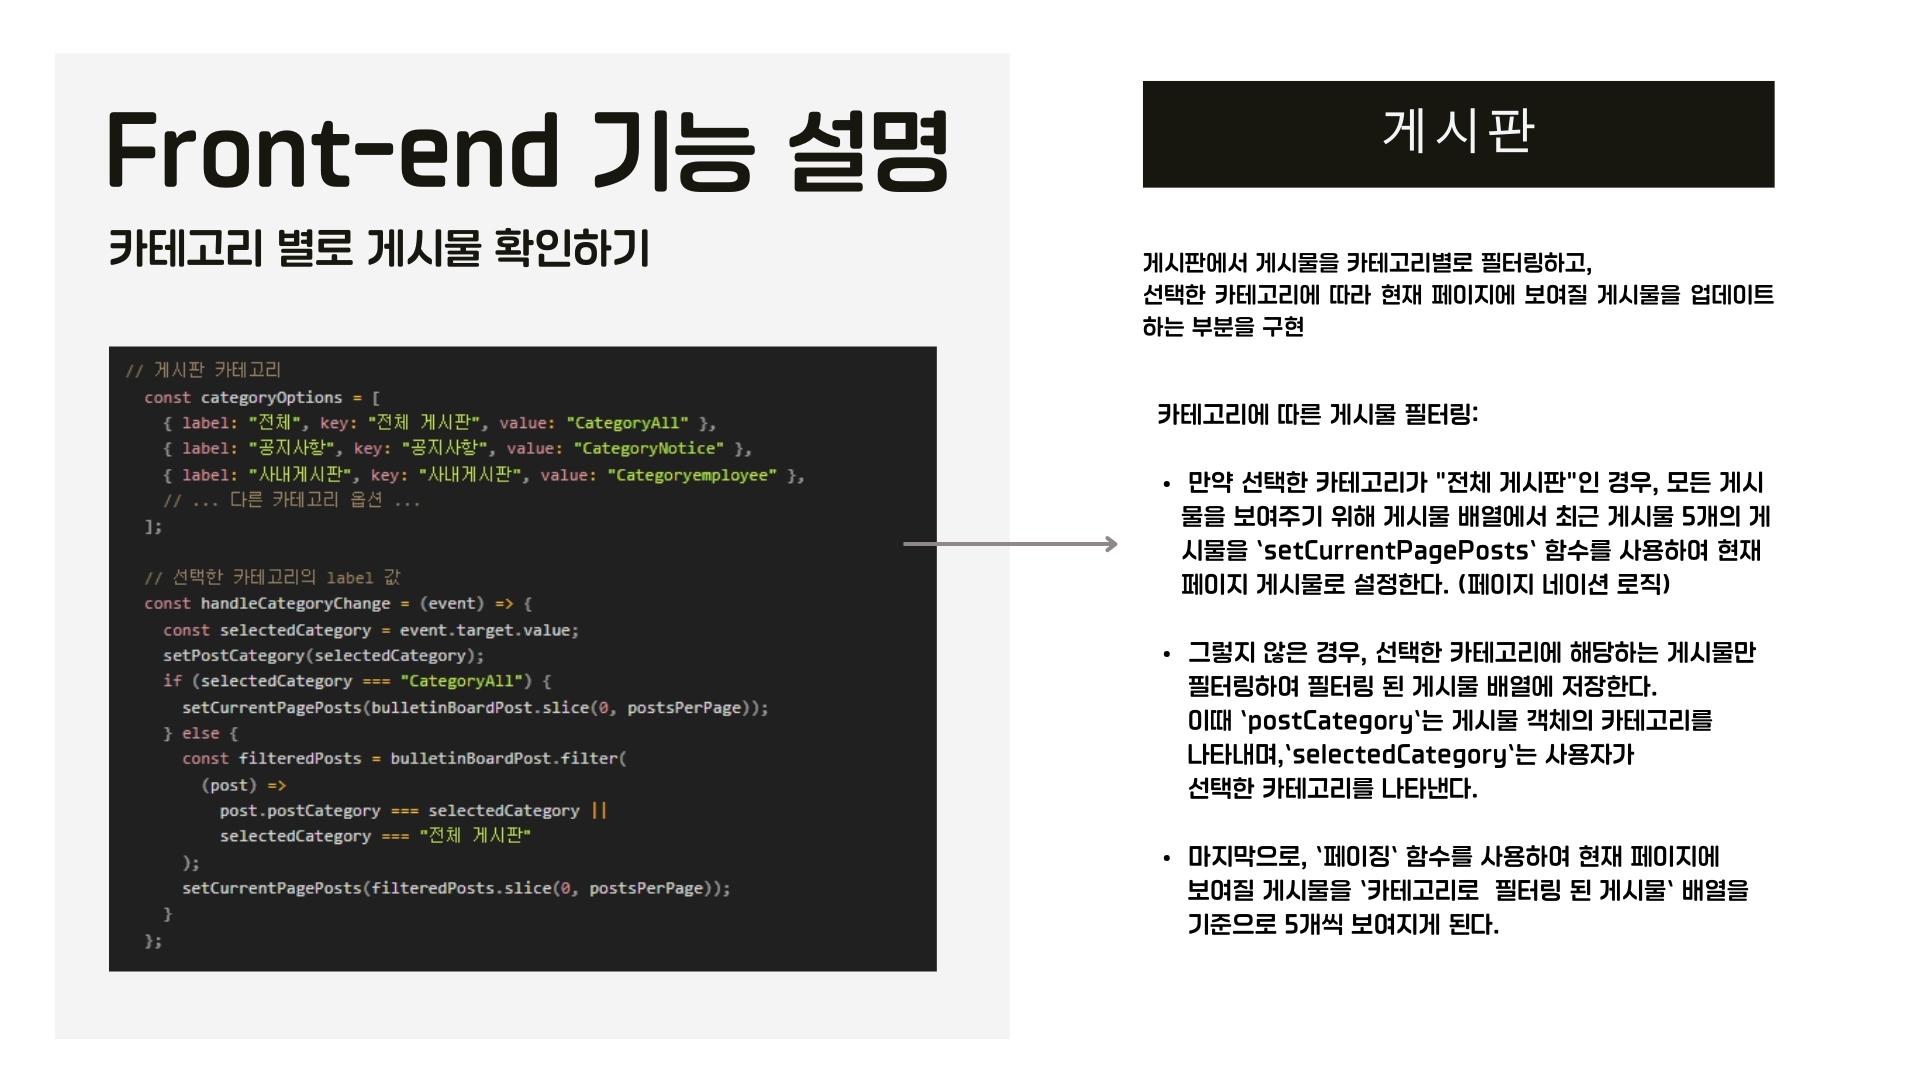 Front-end 기능 설명
카테고리 별로 게시물 확인하기
// 게시판 카테고리
const categoryOptions = [
{ label: "전체", key: "전체 게시판", value: "CategoryAll" },
{ label: "공지사항", key: "공지사항", value: "CategoryNotice" },
{ label: "사내게시판", key: "사내게시판", value: "Categoryemployee" },
// ... 다른 카테고리 옵션 ...
];
// 선택한 카테고리의 label 값
const handleCategoryChange = (event) => {
const selectedCategory = event.target.value;
setPostCategory(selectedCategory);
if (selectedCategory === "CategoryAll") {
setCurrentPagePosts(bulletinBoardPost.slice(0, postsPerPage));
} else {
const filteredPosts = bulletinBoardPost.filter(
(post) =>
post.postCategory === selectedCategory ||
selectedCategory === "전체 게시판"
);
setCurrentPagePosts(filteredPosts.slice(0, postsPerPage));
}
};
게시판
게시판에서 게시물을 카테고리별로 필터링하고,
선택한 카테고리에 따라 현재 페이지에 보여질 게시물을 업데이트
하는 부분을 구현
카테고리에 따른 게시물 필터링:
• 만약 선택한 카테고리가 "전체 게시판"인 경우, 모든 게시
물을 보여주기 위해 게시물 배열에서 최근 게시물 5개의 게
시물을 `setCurrentPagePosts` 함수를 사용하여 현재
페이지 게시물로 설정한다. (페이지 네이션 로직)
• 그렇지 않은 경우, 선택한 카테고리에 해당하는 게시물만
필터링하여 필터링 된 게시물 배열에 저장한다.
이때 `postCategory`는 게시물 객체의 카테고리를
나타내며,`selectedCategory`는 사용자가
선택한 카테고리를 나타낸다.
• 마지막으로, `페이징` 함수를 사용하여 현재 페이지에
보여질 게시물을 `카테고리로  필터링 된 게시물` 배열을
기준으로 5개씩 보여지게 된다.